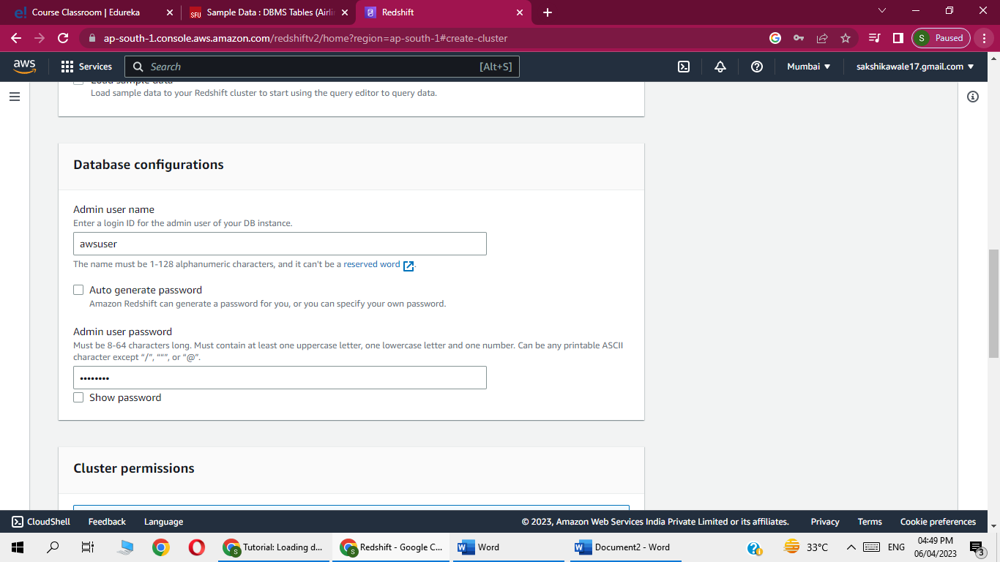 Course Classroom | Edureka
Sample Data : DBMS Tables (Airli
Redshift
ap-south-1.console.aws.amazon.com/redshiftv2/home?region=ap-south-1#create-cluster
S Paused
aws
Services
Search
[Alt+S]
Mumbai
sakshikawale17.gmail.com
Load sample data
Load sample data to your Redshift cluster to start using the query editor to query data.
Database configurations
Admin user name
Enter a login ID for the admin user of your DB instance.
awsuser
The name must be 1-128 alphanumeric characters, and it can't be a reserved word .
Auto generate password
Amazon Redshift can generate a password for you, or you can specify your own password.
Admin user password
Must be 8-64 characters long. Must contain at least one uppercase letter, one lowercase letter and one number. Can be any printable ASCII
character except “/”, “"”, or “@”.
••••••••
Show password
Cluster permissions
CloudShell
Feedback
Language
© 2023, Amazon Web Services India Private Limited or its affiliates.
Privacy
Terms
Cookie preferences
Tutorial: Loading d...
Redshift - Google C...
Word
Document2 - Word
33°C
ENG
04:49 PM
06/04/2023
3